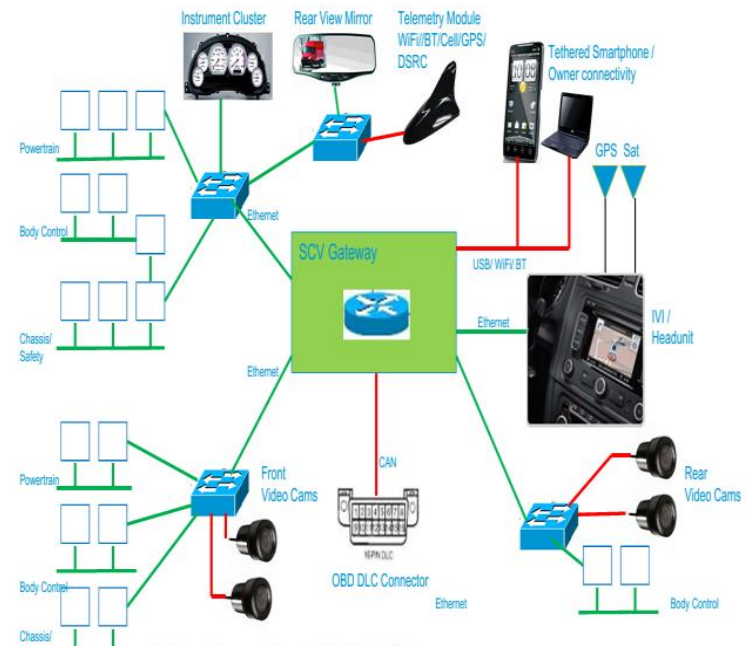 Instrument Cluster
Rear View Mirror
Telemetry Module
WiFi//BT/Cell/GPS/
DSRC
Tethered Smartphone /
Owner connectivity
Powertrain
GPS Sat
Body Control
Ethernet
SCV Gateway
USB/ WiFi/ BT
Chassis/
Safety
Ethernet
IVI /
Headunit
Ethernet
Powertrain
Front
Video Cams
CAN
Rear
Video Cams
16-PIN DLC
OBD DLC Connector
Body Control
Ethernet
Body Control
Chassis/